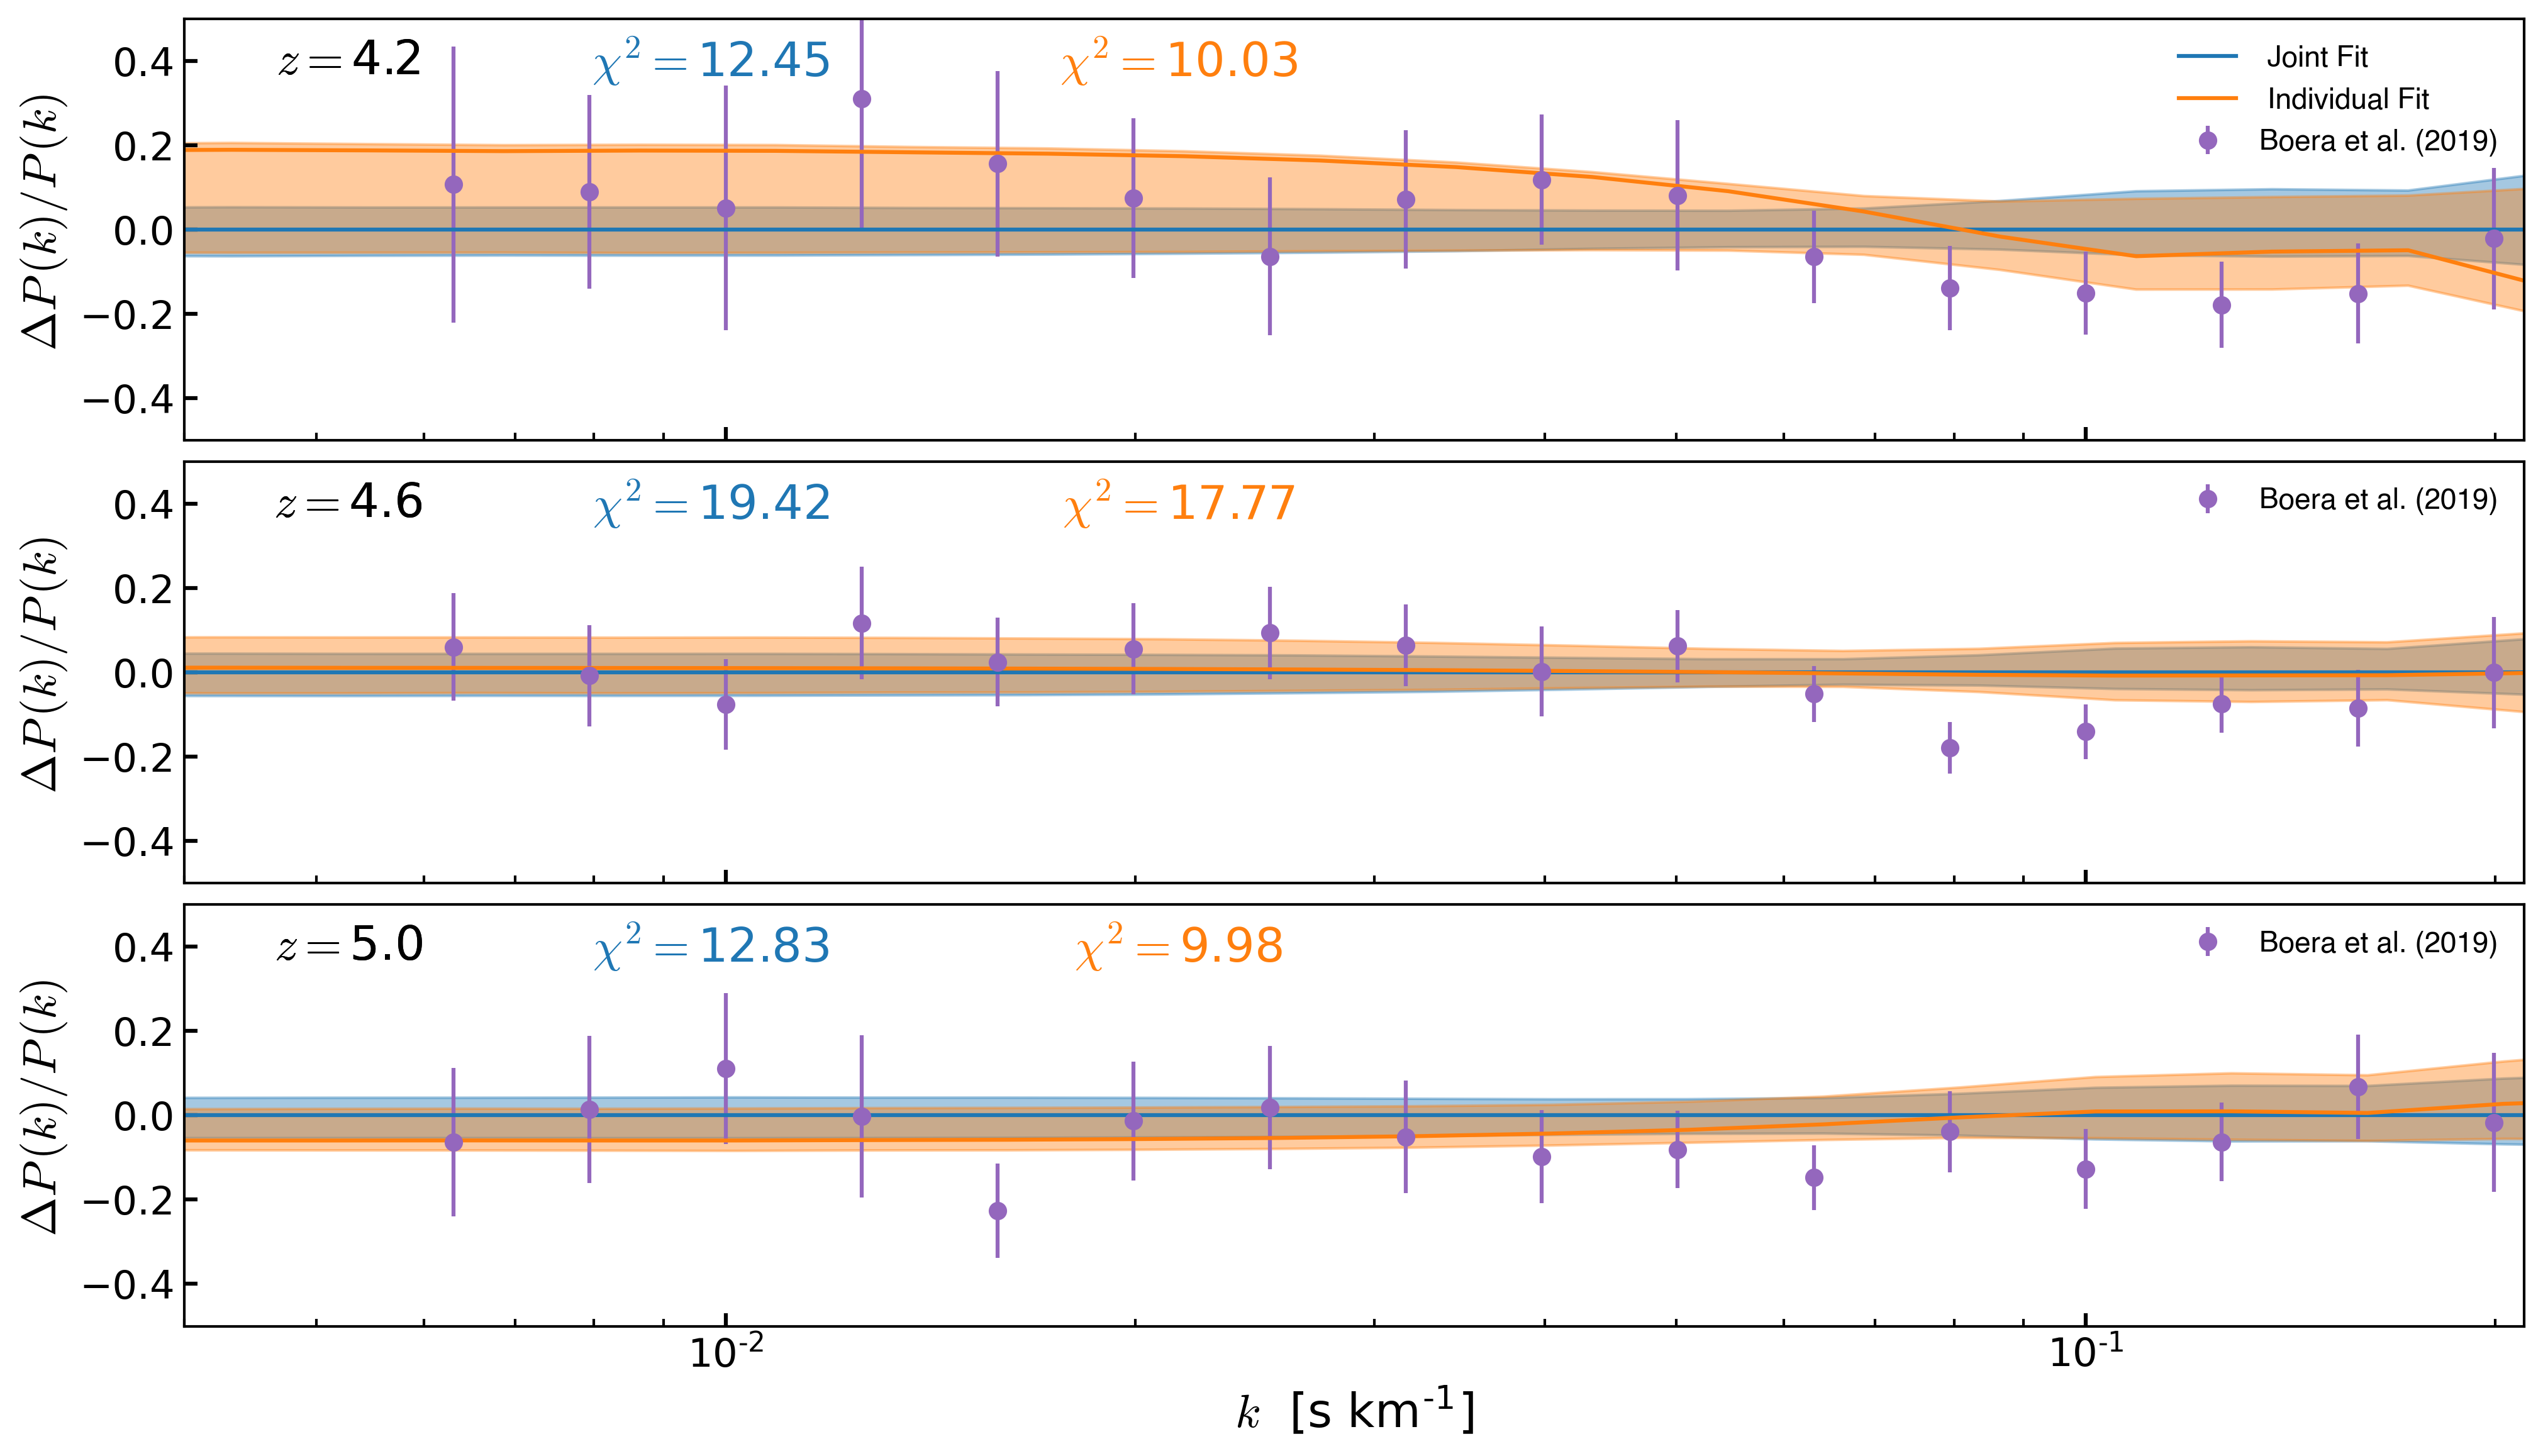 z = 4.2
χ² = 12.45
χ² = 10.03
Joint Fit
Individual Fit
Boera et al. (2019)
0.4
0.2
0.0
−0.2
−0.4
ΔP(k)/P(k)
z = 4.6
χ² = 19.42
χ² = 17.77
Boera et al. (2019)
0.4
0.2
0.0
−0.2
−0.4
ΔP(k)/P(k)
z = 5.0
χ² = 12.83
χ² = 9.98
Boera et al. (2019)
0.4
0.2
0.0
−0.2
−0.4
ΔP(k)/P(k)
10⁻² 10⁻¹
k [s km⁻¹]